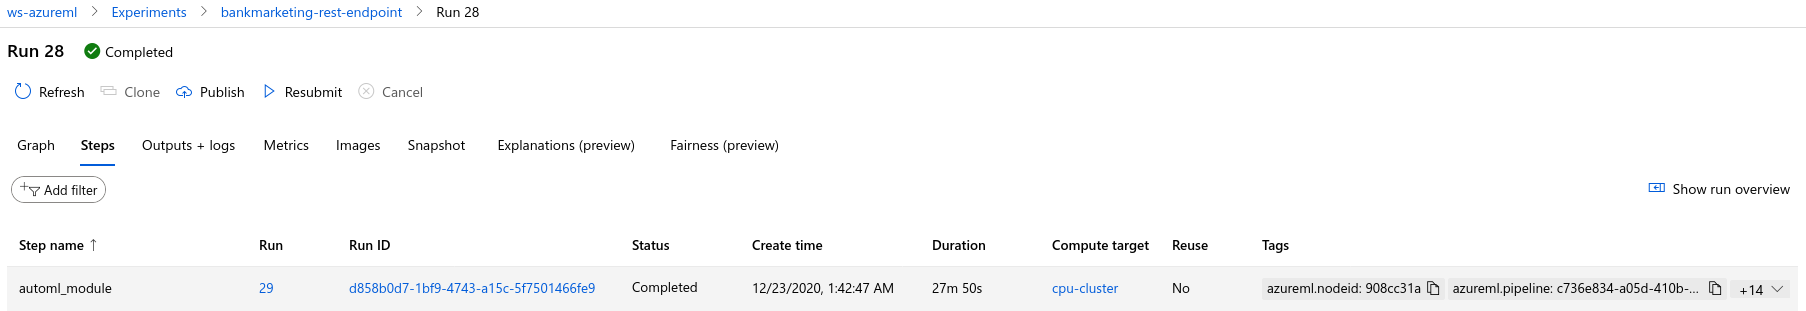 ws-azureml > Experiments > bankmarketing-rest-endpoint > Run 28
Run 28 Completed
Refresh Clone Publish Resubmit Cancel
Graph Steps Outputs + logs Metrics Images Snapshot Explanations (preview) Fairness (preview)
Add filter Show run overview
Step name ↑ Run Run ID Status Create time Duration Compute target Reuse Tags
automl_module 29 d858b0d7-1bf9-4743-a15c-5f7501466fe9 Completed 12/23/2020, 1:42:47 AM 27m 50s cpu-cluster No azureml.nodeid: 908cc31a azureml.pipeline: c736e834-a05d-410b-... +14